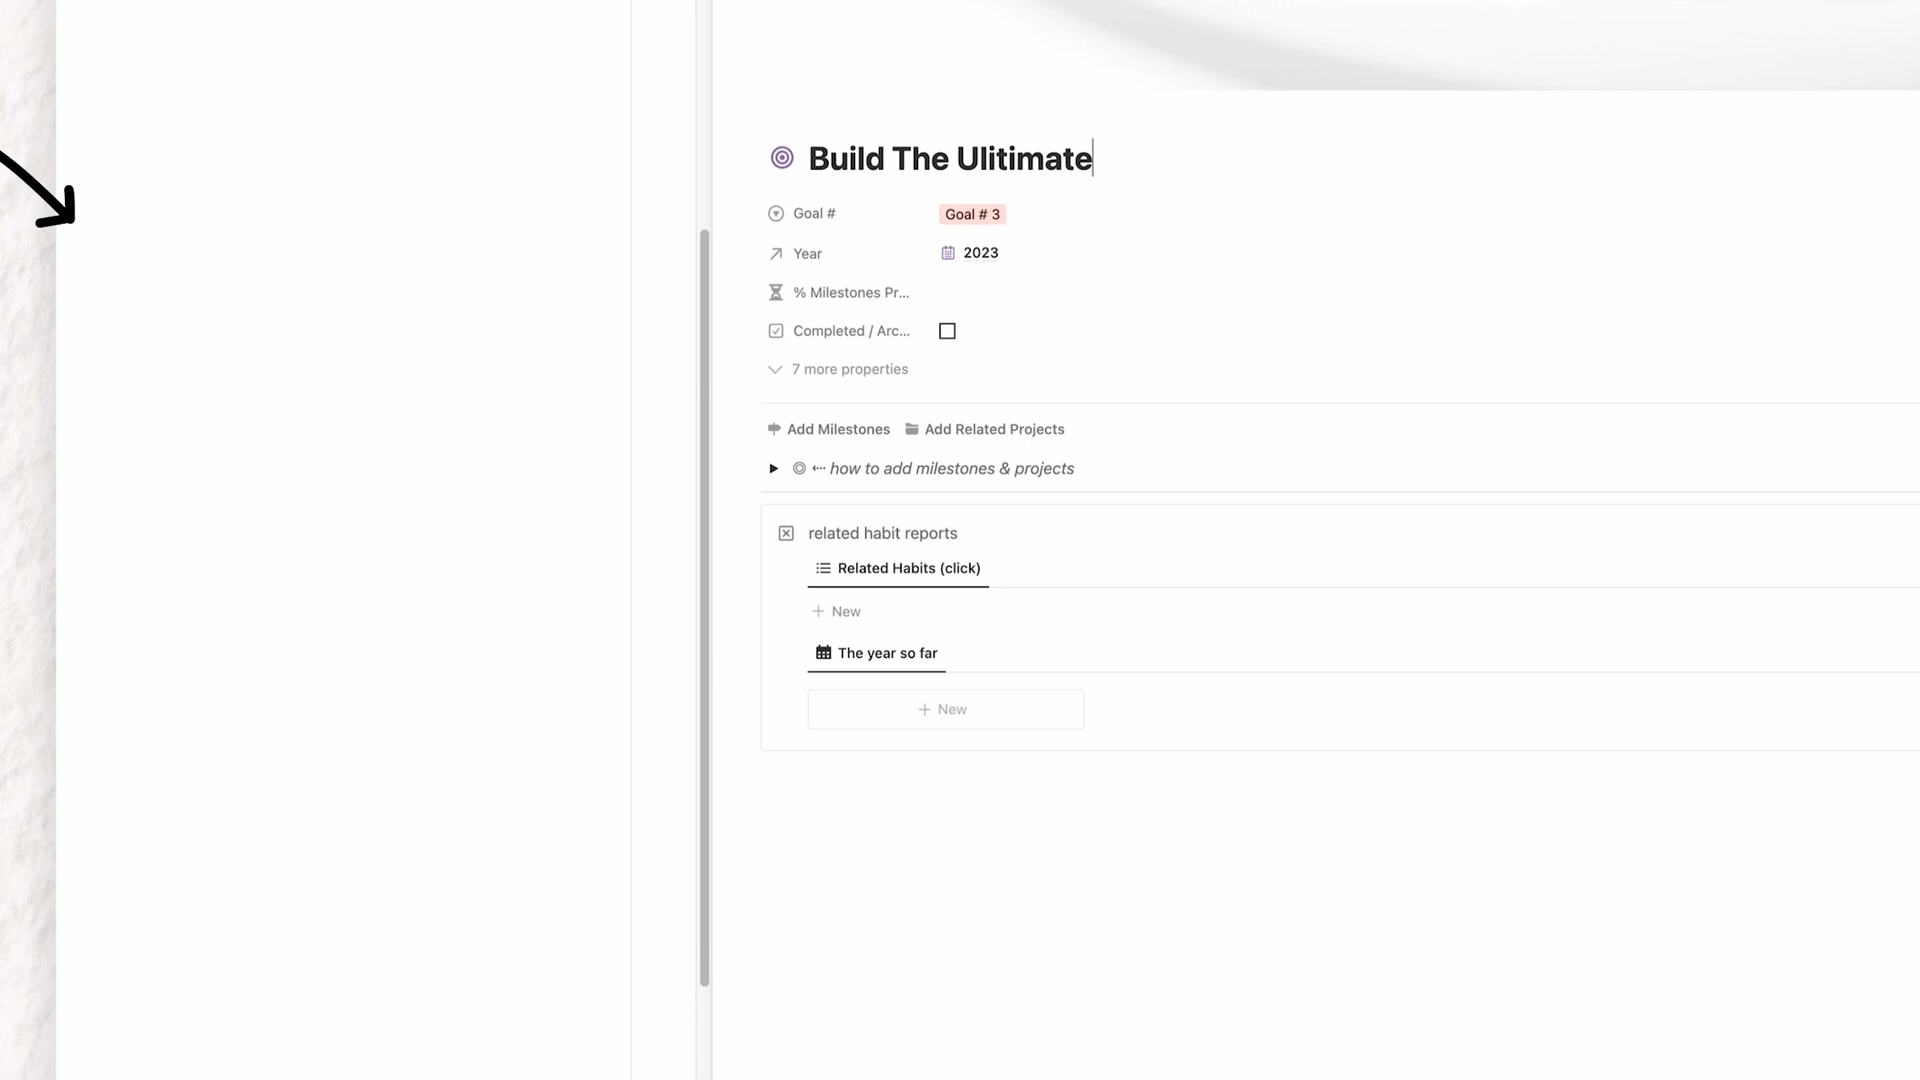 Build The Ulitimate
Goal # Goal # 3
Year 2023
% Milestones Pr...
Completed / Arc...
7 more properties
Add Milestones Add Related Projects
how to add milestones & projects
related habit reports
Related Habits (click)
+ New
The year so far
+ New